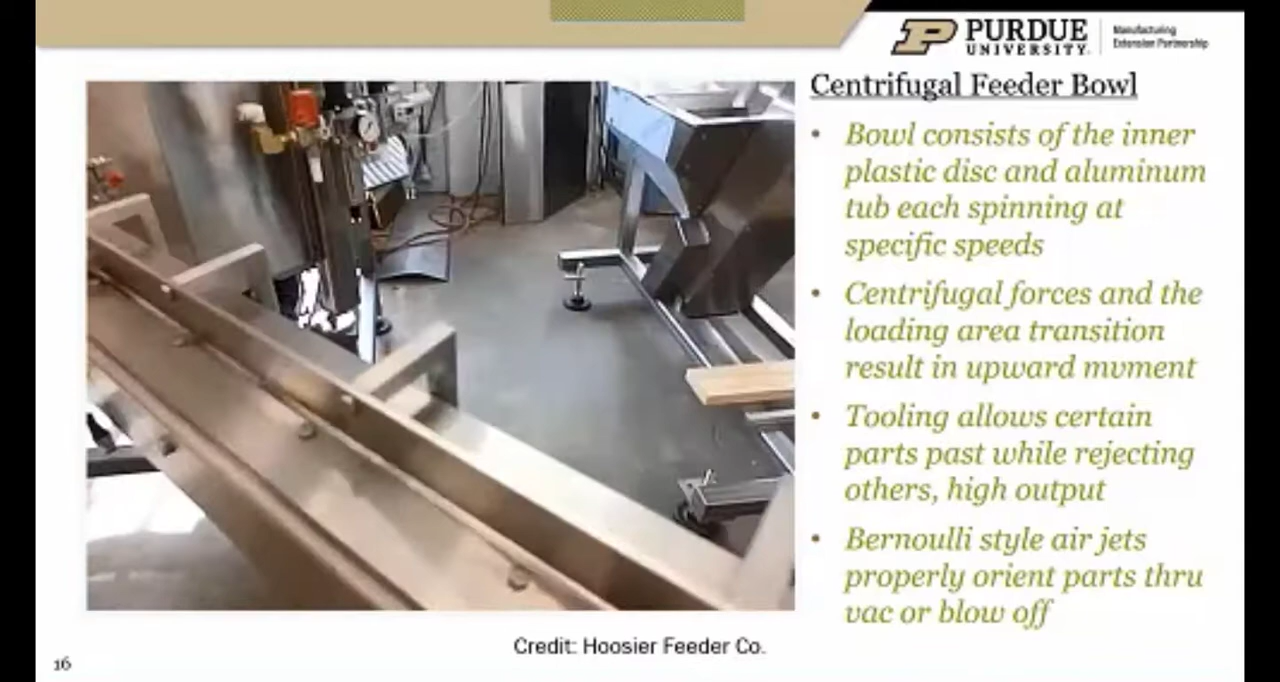 PURDUE
UNIVERSITY
Manufacturing
Extension Partnership
Centrifugal Feeder Bowl
• Bowl consists of the inner
plastic disc and aluminum
tub each spinning at
specific speeds
• Centrifugal forces and the
loading area transition
result in upward mvment
• Tooling allows certain
parts past while rejecting
others, high output
• Bernoulli style air jets
properly orient parts thru
vac or blow off
Credit: Hoosier Feeder Co.
16